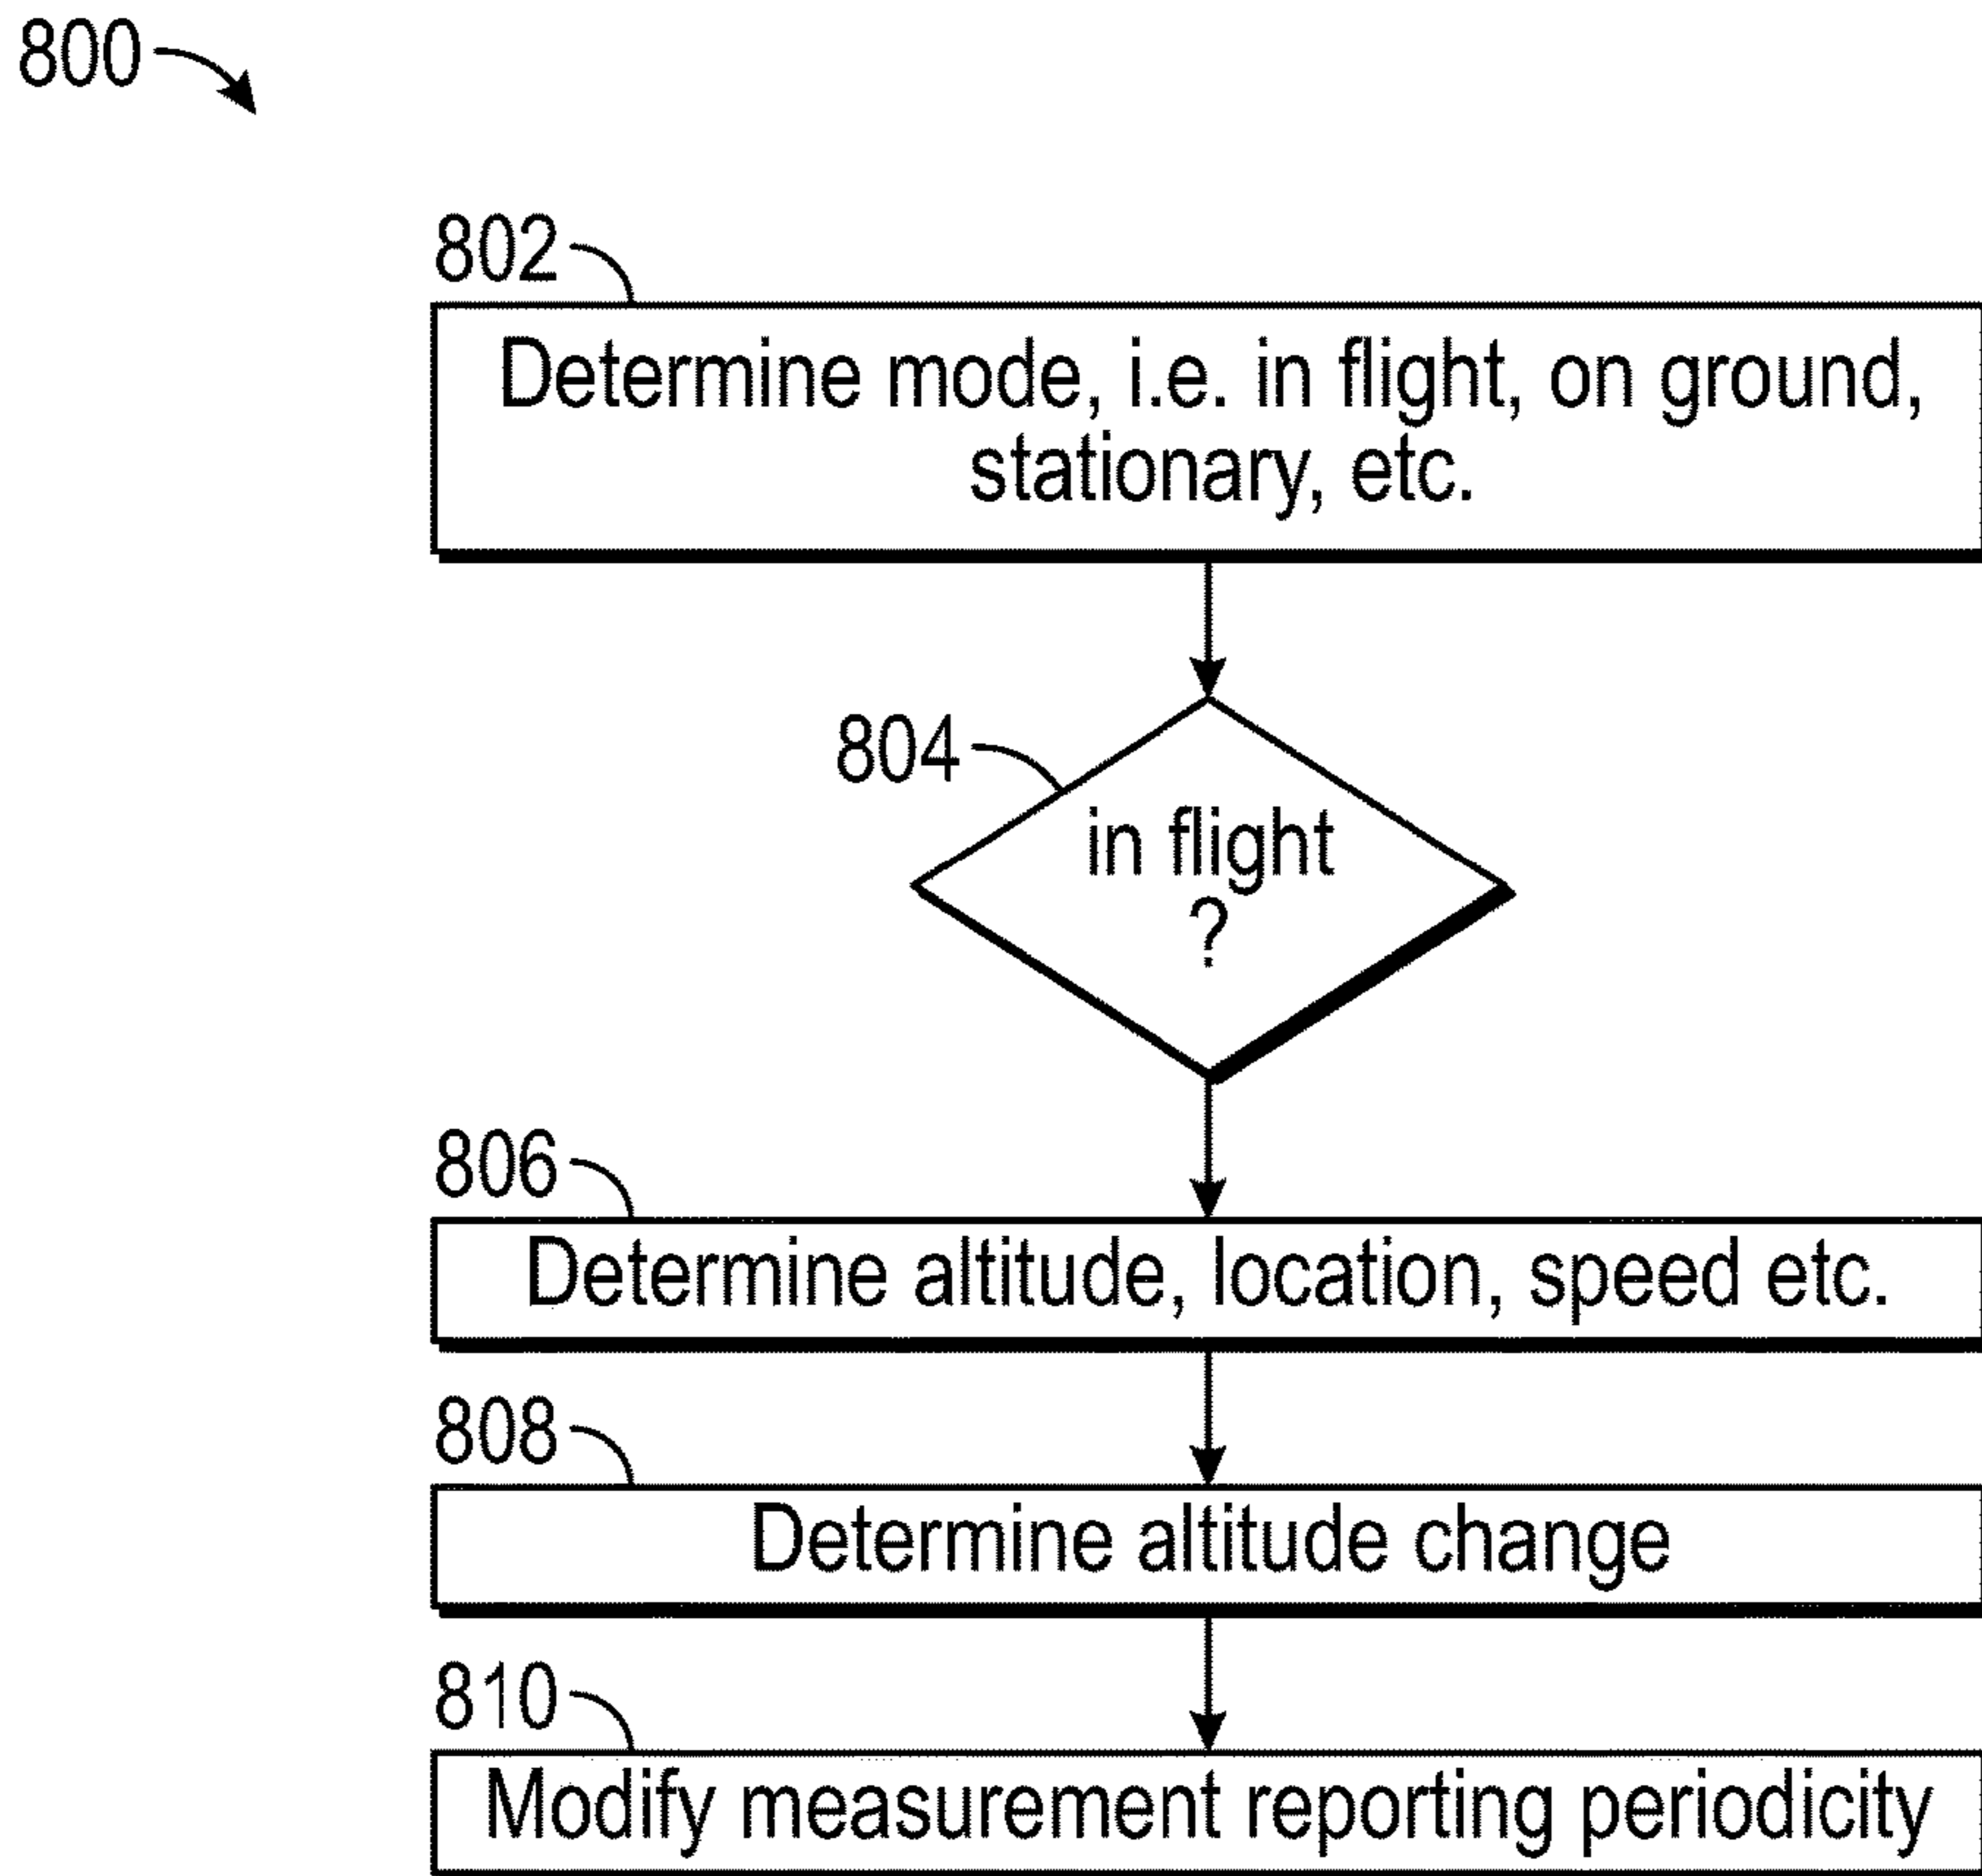 800
802
Determine mode, i.e. in flight, on ground,
stationary, etc.
804
in flight
?
806
Determine altitude, location, speed etc.
808
Determine altitude change
810
Modify measurement reporting periodicity